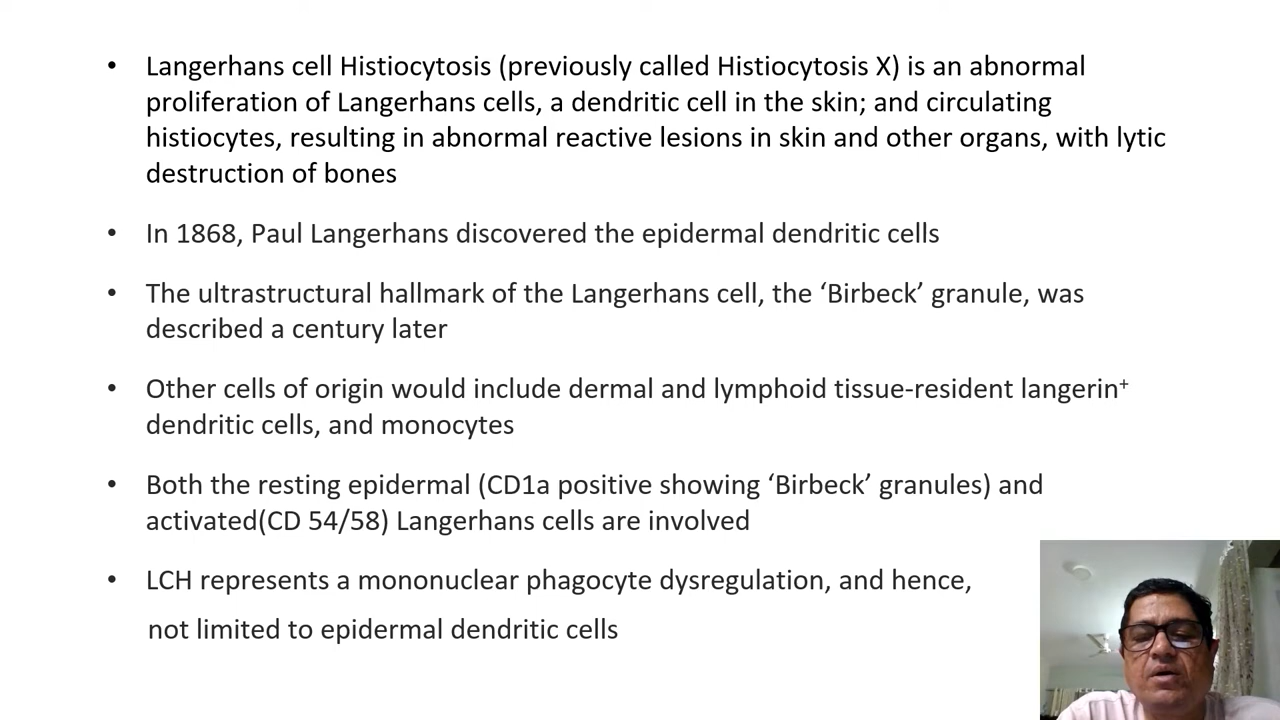 • Langerhans cell Histiocytosis (previously called Histiocytosis X) is an abnormal
proliferation of Langerhans cells, a dendritic cell in the skin; and circulating
histiocytes, resulting in abnormal reactive lesions in skin and other organs, with lytic
destruction of bones
• In 1868, Paul Langerhans discovered the epidermal dendritic cells
• The ultrastructural hallmark of the Langerhans cell, the ‘Birbeck’ granule, was
described a century later
• Other cells of origin would include dermal and lymphoid tissue-resident langerin⁺
dendritic cells, and monocytes
• Both the resting epidermal (CD1a positive showing ‘Birbeck’ granules) and
activated(CD 54/58) Langerhans cells are involved
• LCH represents a mononuclear phagocyte dysregulation, and hence,
not limited to epidermal dendritic cells